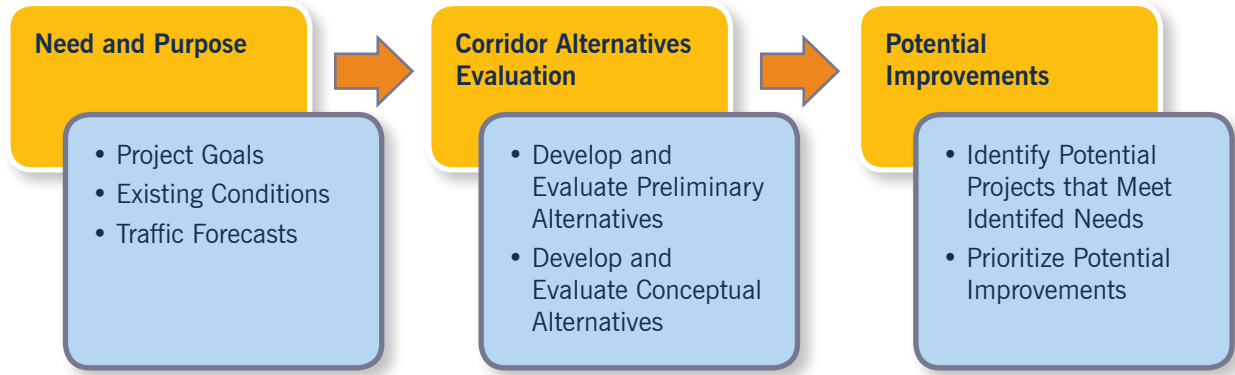 Need and Purpose
• Project Goals
• Existing Conditions
• Traffic Forecasts
Corridor Alternatives
Evaluation
• Develop and
Evaluate Preliminary
Alternatives
• Develop and
Evaluate Conceptual
Alternatives
Potential
Improvements
• Identify Potential
Projects that Meet
Identifed Needs
• Prioritize Potential
Improvements